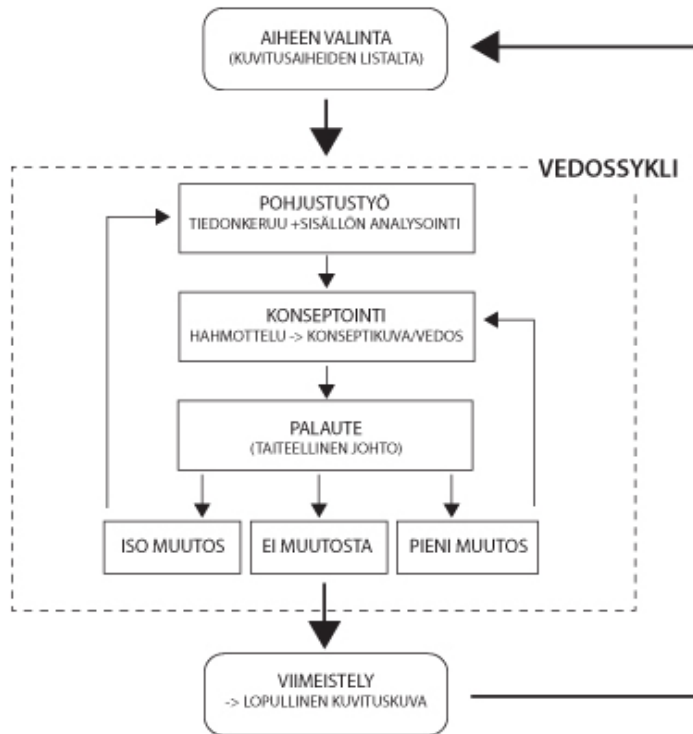 AIHEEN VALINTA
(KUVITUSAIHEIDEN LISTALTA)
VEDOSSYKLI
POHJUSTUSTYÖ
TIEDONKERUU +SISÄLLÖN ANALYSOINTI
KONSEPTOINTI
HAHMOTTELU -> KONSEPTIKUVA/VEDOS
PALAUTE
(TAITEELLINEN JOHTO)
ISO MUUTOS
EI MUUTOSTA
PIENI MUUTOS
VIIMEISTELY
-> LOPULLINEN KUVITUSKUVA